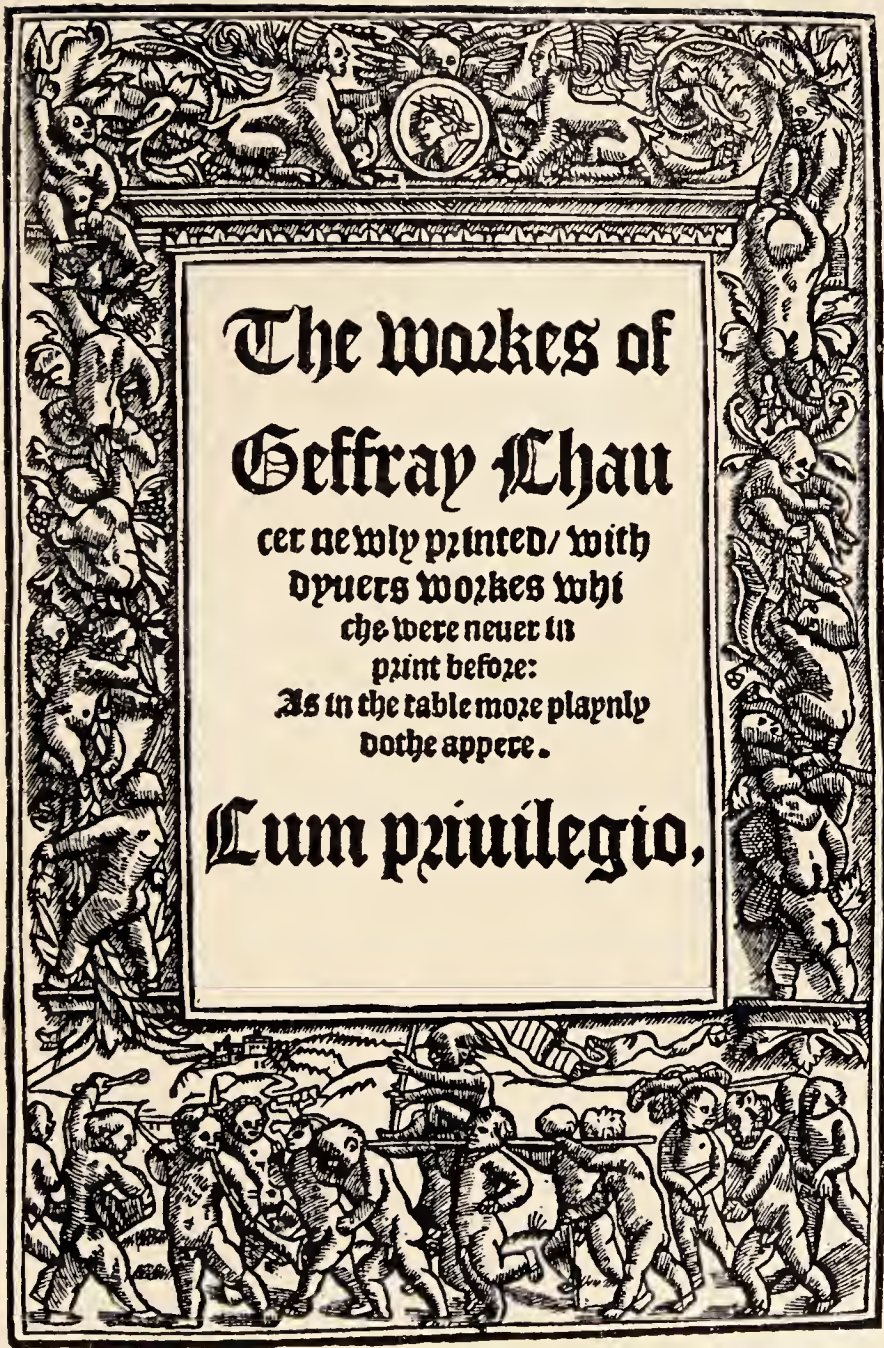 The workes of
Geffray Chau
cer newly printed/ with
dyuers workes whi
che were neuer in
print before:
As in the table more playnly
dothe appere.
Cum priuilegio.